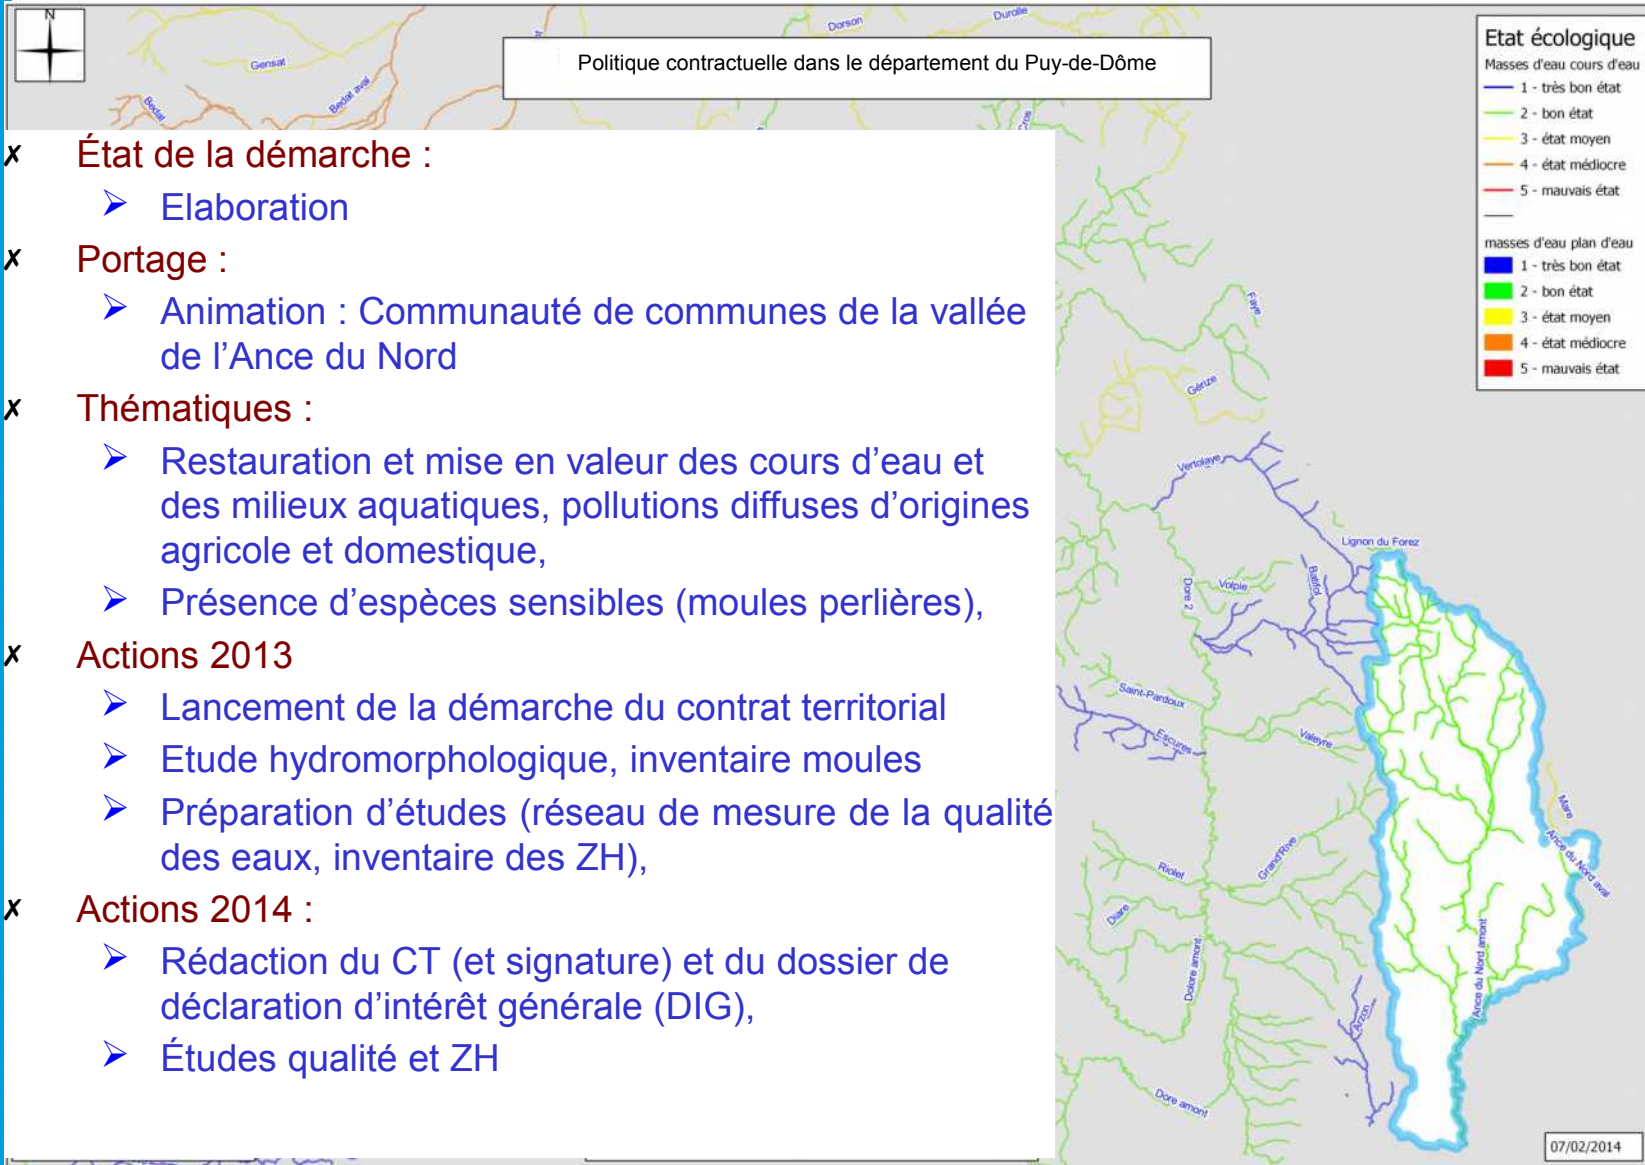 N
Politique contractuelle dans le département du Puy-de-Dôme
Gensat
Bedat
Bedat aval
Dorson
Durolle
Cros
Etat écologique
Masses d'eau cours d'eau
1 - très bon état
2 - bon état
3 - état moyen
4 - état médiocre
5 - mauvais état
masses d'eau plan d'eau
1 - très bon état
2 - bon état
3 - état moyen
4 - état médiocre
5 - mauvais état
✗ État de la démarche :
➢ Elaboration
✗ Portage :
➢ Animation : Communauté de communes de la vallée
de l’Ance du Nord
✗ Thématiques :
➢ Restauration et mise en valeur des cours d’eau et
des milieux aquatiques, pollutions diffuses d’origines
agricole et domestique,
➢ Présence d’espèces sensibles (moules perlières),
✗ Actions 2013
➢ Lancement de la démarche du contrat territorial
➢ Etude hydromorphologique, inventaire moules
➢ Préparation d’études (réseau de mesure de la qualité
des eaux, inventaire des ZH),
✗ Actions 2014 :
➢ Rédaction du CT (et signature) et du dossier de
déclaration d’intérêt générale (DIG),
➢ Études qualité et ZH
Faye
Gérize
Vertolaye
Lignon du Forez
Batifol
Volpie
Dore 2
Saint-Pardoux
Escures
Valeyre
Mare
Ance du Nord aval
Grand'Rive
Riolet
Diare
Dolore amont
Ance du Nord amont
Arzon
Dore amont
07/02/2014